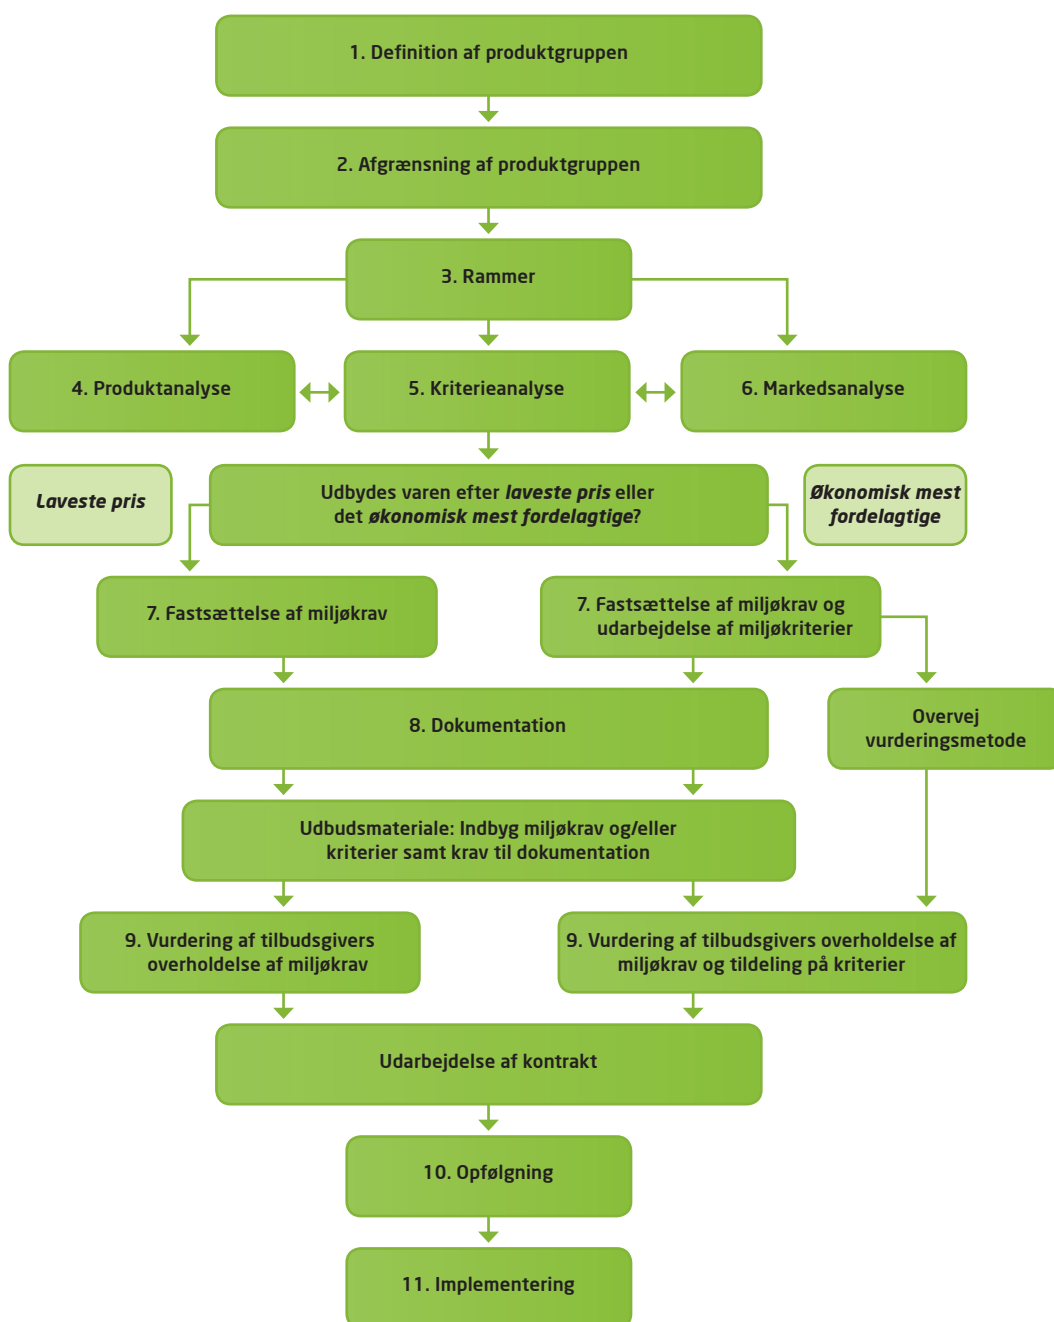 1. Definition af produktgruppen
2. Afgrænsning af produktgruppen
3. Rammer
4. Produktanalyse
5. Kriterieanalyse
6. Markedsanalyse
Laveste pris
Udbydes varen efter laveste pris eller
det økonomisk mest fordelagtige?
Økonomisk mest
fordelagtige
7. Fastsættelse af miljøkrav
7. Fastsættelse af miljøkrav og
udarbejdelse af miljøkriterier
8. Dokumentation
Overvej
vurderingsmetode
Udbudsmateriale: Indbyg miljøkrav og/eller
kriterier samt krav til dokumentation
9. Vurdering af tilbudsgivers
overholdelse af miljøkrav
9. Vurdering af tilbudsgivers overholdelse af
miljøkrav og tildeling på kriterier
Udarbejdelse af kontrakt
10. Opfølgning
11. Implementering